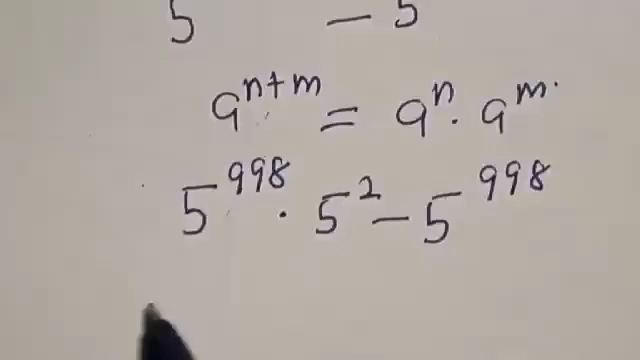 5 - 5
a^{n+m} = a^n · a^m.
5^{998} · 5^2 - 5^{998}